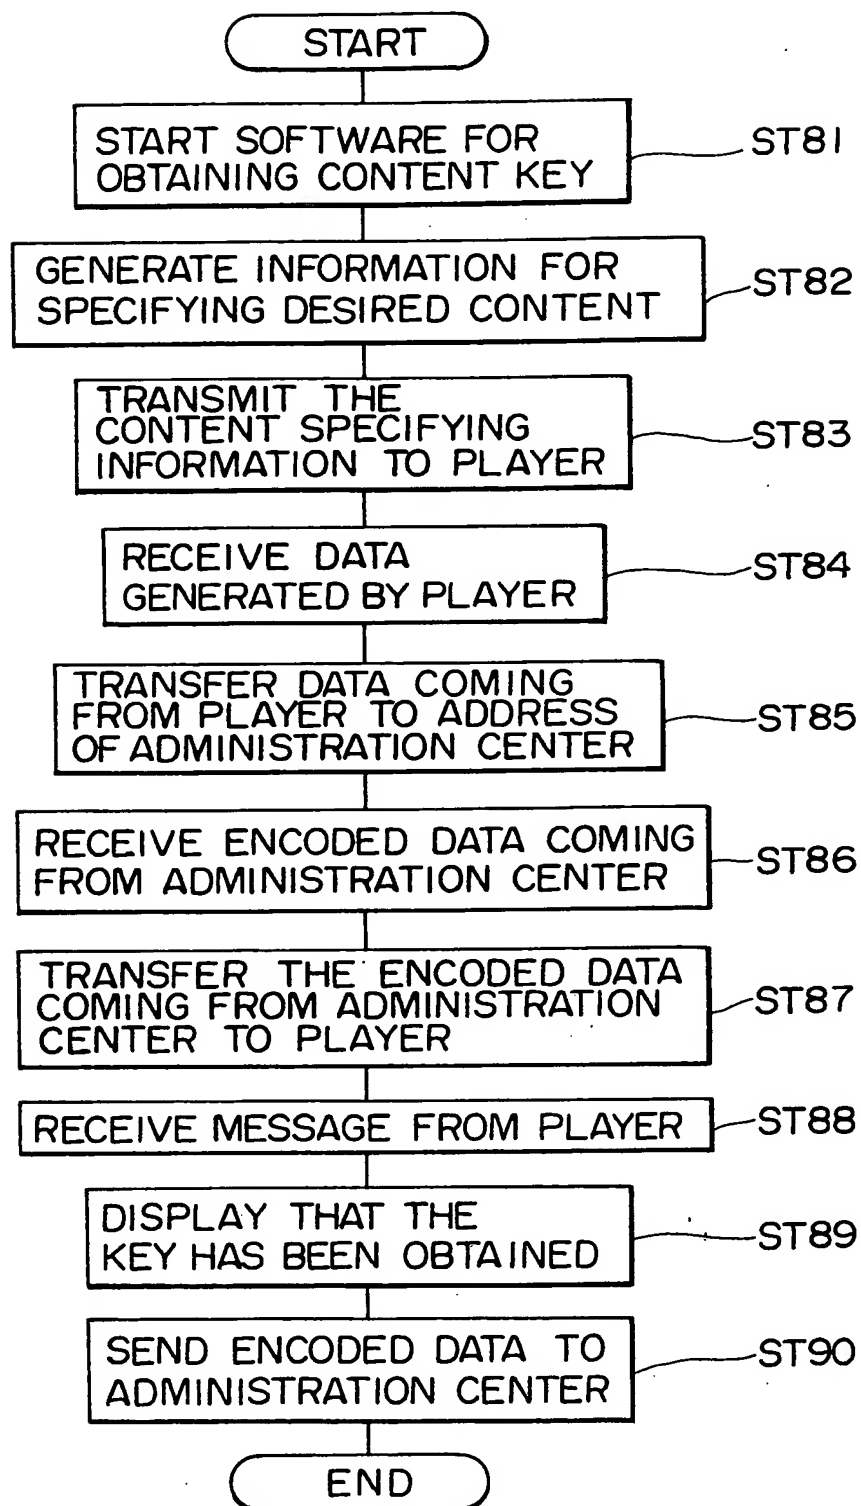 START
START SOFTWARE FOR
OBTAINING CONTENT KEY
ST81
GENERATE INFORMATION FOR
SPECIFYING DESIRED CONTENT
ST82
TRANSMIT THE
CONTENT SPECIFYING
INFORMATION TO PLAYER
ST83
RECEIVE DATA
GENERATED BY PLAYER
ST84
TRANSFER DATA COMING
FROM PLAYER TO ADDRESS
OF ADMINISTRATION CENTER
ST85
RECEIVE ENCODED DATA COMING
FROM ADMINISTRATION CENTER
ST86
TRANSFER THE ENCODED DATA
COMING FROM ADMINISTRATION
CENTER TO PLAYER
ST87
RECEIVE MESSAGE FROM PLAYER
ST88
DISPLAY THAT THE
KEY HAS BEEN OBTAINED
ST89
SEND ENCODED DATA TO
ADMINISTRATION CENTER
ST90
END